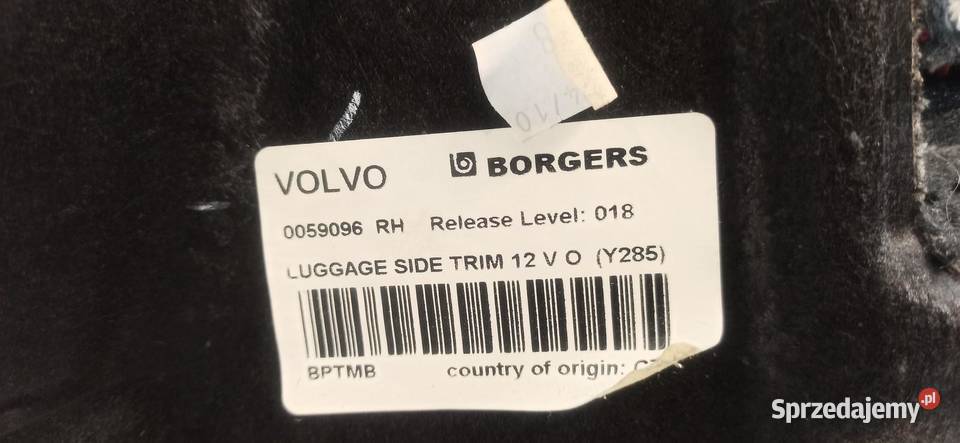 VOLVO BORGERS
0059096 RH Release Level: 018
LUGGAGE SIDE TRIM 12 V O (Y285)
BPTMB country of origin:
Sprzedajemy.pl